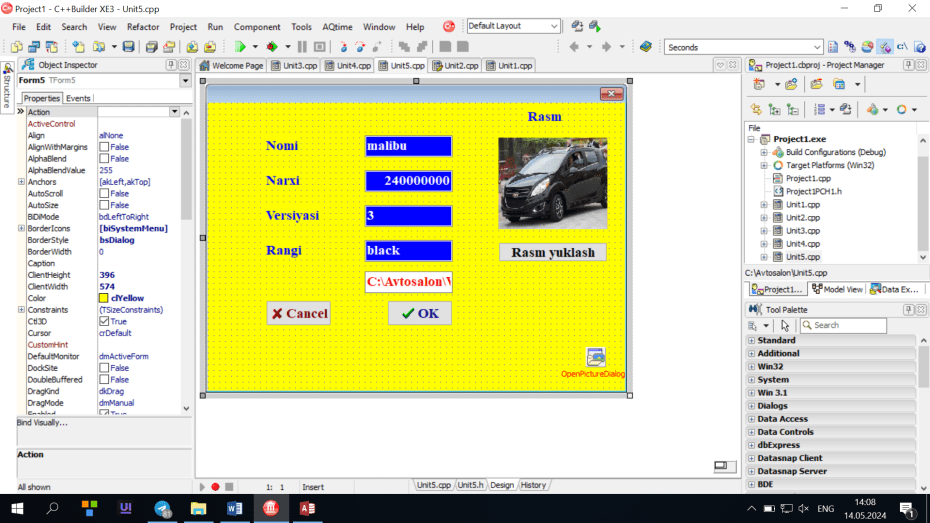 Project1 - C++Builder XE3 - Unit5.cpp
File Edit Search View Refactor Project Run Component Tools AQtime Window Help Default Layout
Seconds
Object Inspector Welcome Page Unit3.cpp Unit4.cpp Unit5.cpp Unit2.cpp Unit1.cpp Project1.cbproj - Project Manager
Structure
Form5 TForm5
Properties Events
Action
ActiveControl
Align alNone
AlignWithMargins False
AlphaBlend False
AlphaBlendValue 255
Anchors [akLeft,akTop]
AutoScroll False
AutoSize False
BiDiMode bdLeftToRight
BorderIcons [biSystemMenu]
BorderStyle bsDialog
BorderWidth 0
Caption
ClientHeight 396
ClientWidth 574
Color clYellow
Constraints (TSizeConstraints)
Ctl3D True
Cursor crDefault
CustomHint
DefaultMonitor dmActiveForm
DockSite False
DoubleBuffered False
DragKind dkDrag
DragMode dmManual
Enabled True
Bind Visually...
Action
All shown
Rasm
Nomi malibu
Narxi 240000000
Versiyasi 3
Rangi black
Rasm yuklash
C:\Avtosalon\
Cancel OK
OpenPictureDialog
1: 1 Insert Unit5.cpp Unit5.h Design History
File
Project1.exe
Build Configurations (Debug)
Target Platforms (Win32)
Project1.cpp
Project1PCH1.h
Unit1.cpp
Unit2.cpp
Unit3.cpp
Unit4.cpp
Unit5.cpp
C:\Avtosalon\Unit5.cpp
Project1... Model View Data Ex...
Tool Palette
Search
Standard
Additional
Win32
System
Win 3.1
Dialogs
Data Access
Data Controls
dbExpress
Datasnap Client
Datasnap Server
BDE
UI ENG 14:08
14.05.2024 1